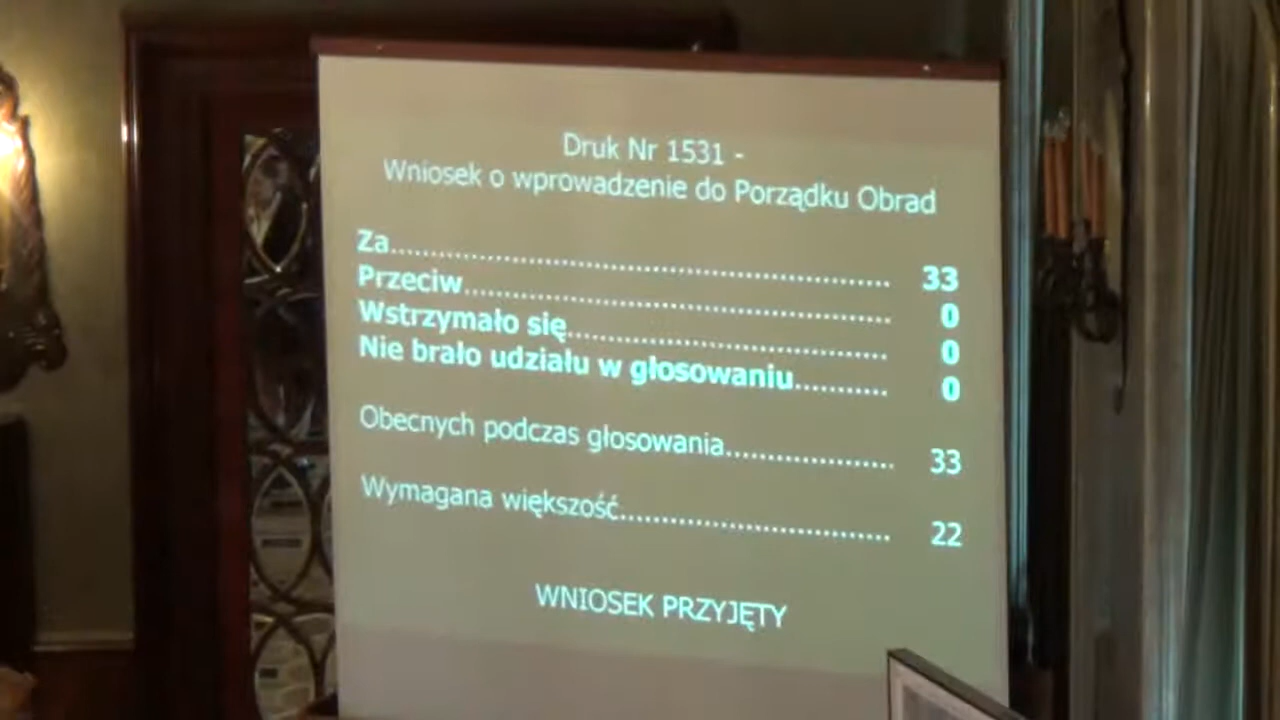 Druk Nr 1531 -
Wniosek o wprowadzenie do Porządku Obrad
Za.......................................................... 33
Przeciw................................................. 0
Wstrzymało się..................................... 0
Nie brało udziału w głosowaniu.......... 0
Obecnych podczas głosowania.................... 33
Wymagana większość................................ 22
WNIOSEK PRZYJĘTY